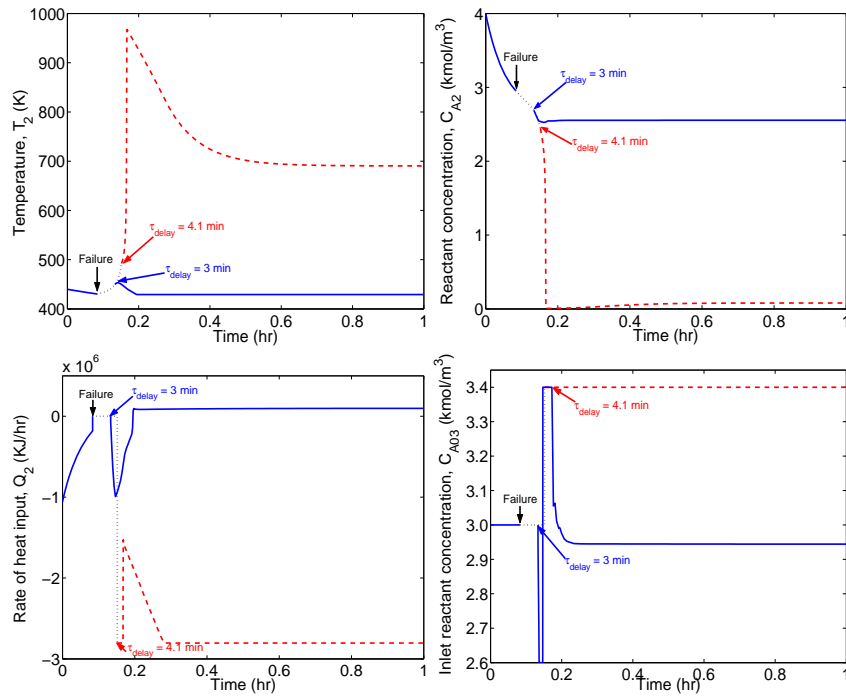 1000
900
800
700
600
500
400
0 0.2 0.4 0.6 0.8 1
Temperature, T2 (K)
Time (hr)
Failure
τdelay = 4.1 min
τdelay = 3 min
4
3
2
1
0
0 0.2 0.4 0.6 0.8 1
Reactant concentration, CA2 (kmol/m3)
Time (hr)
Failure
τdelay = 3 min
τdelay = 4.1 min
x 106
0
−1
−2
−3
0 0.2 0.4 0.6 0.8 1
Rate of heat input, Q2 (KJ/hr)
Time (hr)
Failure
τdelay = 3 min
τdelay = 4.1 min
3.4
3.3
3.2
3.1
3.0
2.9
2.8
2.7
2.6
0 0.2 0.4 0.6 0.8 1
Inlet reactant concentration, CA03 (kmol/m3)
Time (hr)
Failure
τdelay = 4.1 min
τdelay = 3 min